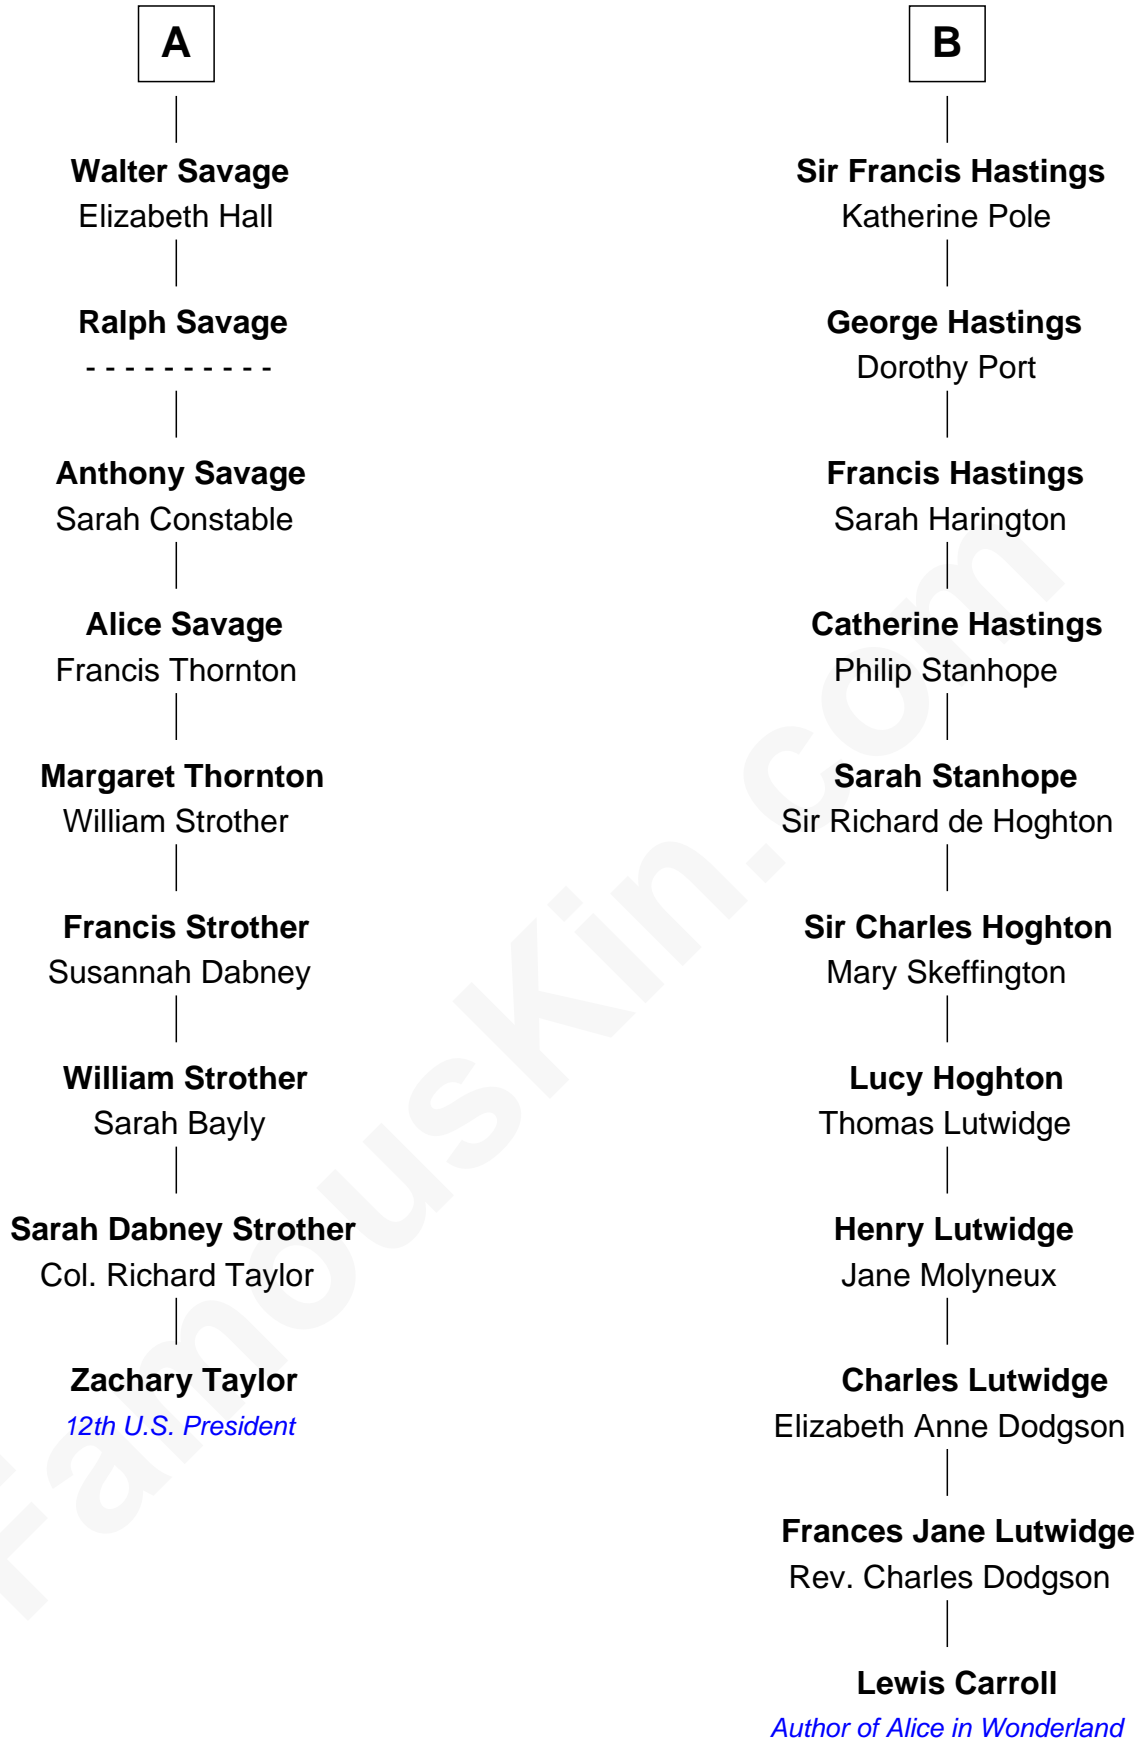 A
Walter Savage
Elizabeth Hall
Ralph Savage
- - - - - - - - - -
Anthony Savage
Sarah Constable
Alice Savage
Francis Thornton
Margaret Thornton
William Strother
Francis Strother
Susannah Dabney
William Strother
Sarah Bayly
Sarah Dabney Strother
Col. Richard Taylor
Zachary Taylor
12th U.S. President
B
Sir Francis Hastings
Katherine Pole
George Hastings
Dorothy Port
Francis Hastings
Sarah Harington
Catherine Hastings
Philip Stanhope
Sarah Stanhope
Sir Richard de Hoghton
Sir Charles Hoghton
Mary Skeffington
Lucy Hoghton
Thomas Lutwidge
Henry Lutwidge
Jane Molyneux
Charles Lutwidge
Elizabeth Anne Dodgson
Frances Jane Lutwidge
Rev. Charles Dodgson
Lewis Carroll
Author of Alice in Wonderland
FamousKin.com